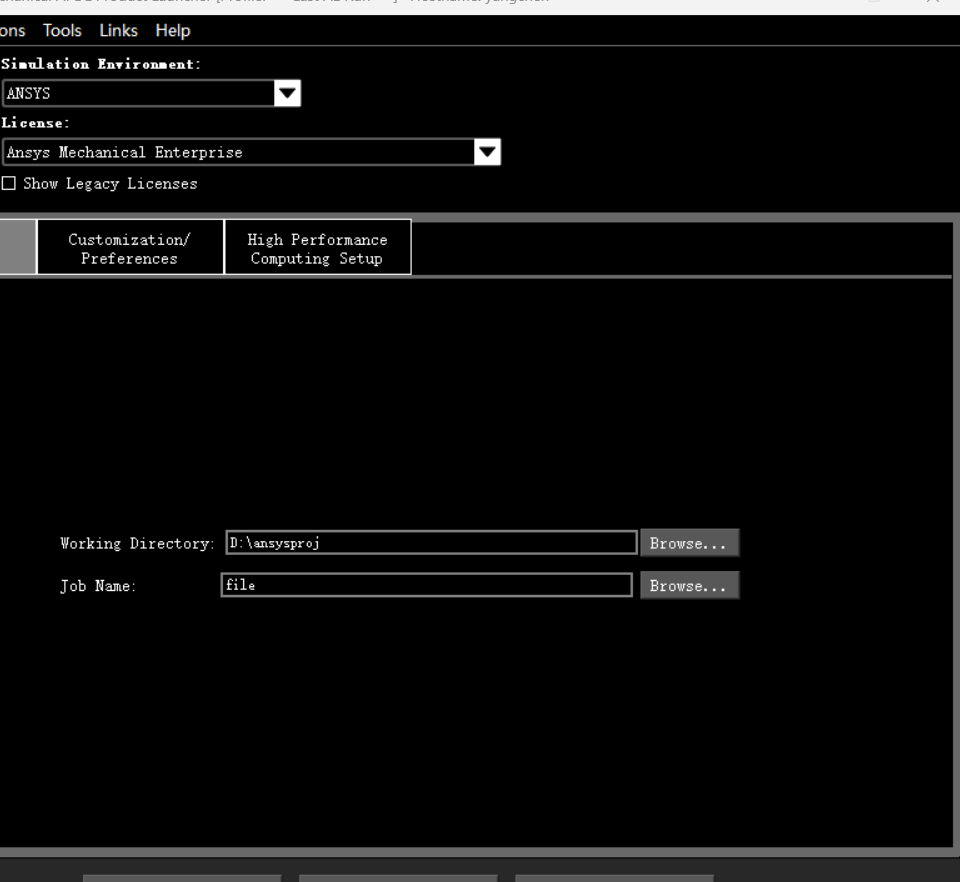 ons Tools Links Help
Simulation Environment:
ANSYS
License:
Ansys Mechanical Enterprise
Show Legacy Licenses
Customization/
Preferences
High Performance
Computing Setup
Working Directory: D:\ansysproj Browse...
Job Name: file Browse...